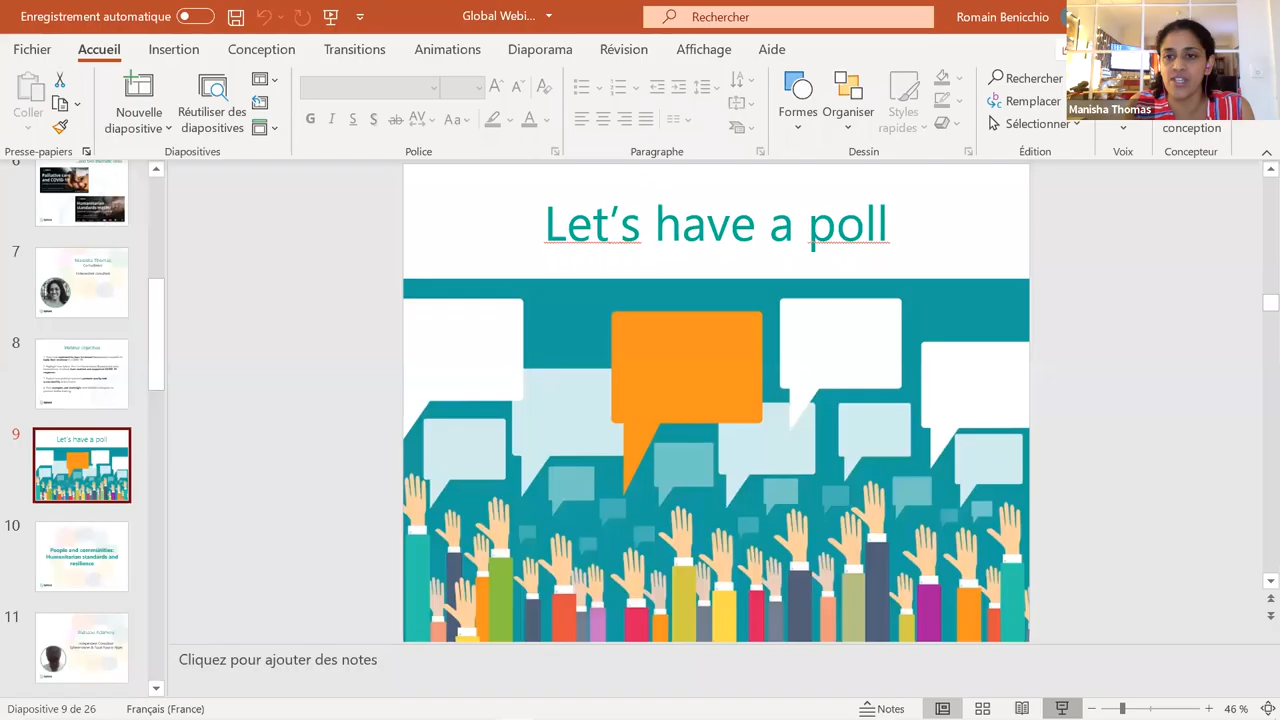 Enregistrement automatique
Global Webi...
Rechercher
Romain Benicchio
Fichier
Accueil
Insertion
Conception
Transitions
Animations
Diaporama
Révision
Affichage
Aide
Coller
Nouvelle
diapositive
Réutiliser des
diapositives
Formes
Organiser
Styles
rapides
Rechercher
Remplacer
Sélectionner
conception
Presse-papiers
Diapositives
Police
Paragraphe
Dessin
Édition
Voix
Concepteur
Manisha Thomas
Palliative care
and COVID-19
Humanitarian
standards
7
Manisha Thomas
8
Webinar objectives
9
Let's have a poll
10
People and communities:
Humanitarian standards and
resilience
11
Let's have a poll
Cliquez pour ajouter des notes
Diapositive 9 de 26
Français (France)
Notes
46 %